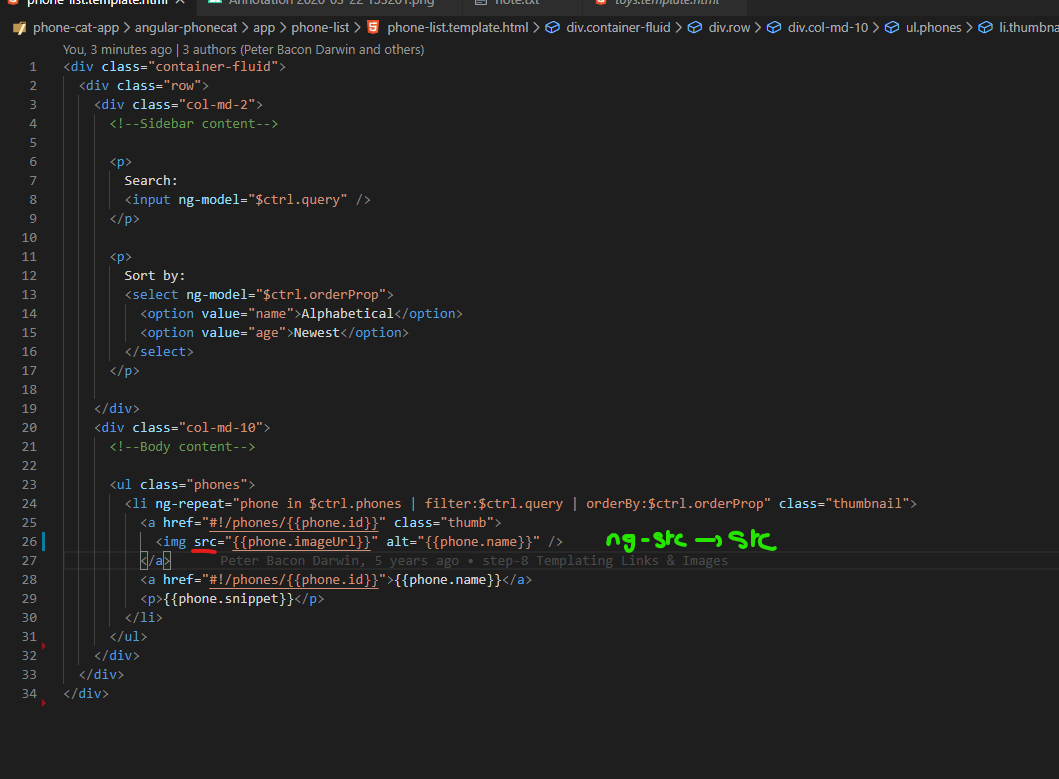 phone-list.template.html Annotation 2020-03-22 153201.png note.txt toys.template.html
phone-cat-app > angular-phonecat > app > phone-list > phone-list.template.html > div.container-fluid > div.row > div.col-md-10 > ul.phones > li.thumbna
You, 3 minutes ago | 3 authors (Peter Bacon Darwin and others)
1 <div class="container-fluid">
2 <div class="row">
3 <div class="col-md-2">
4 <!--Sidebar content-->
5
6 <p>
7 Search:
8 <input ng-model="$ctrl.query" />
9 </p>
10
11 <p>
12 Sort by:
13 <select ng-model="$ctrl.orderProp">
14 <option value="name">Alphabetical</option>
15 <option value="age">Newest</option>
16 </select>
17 </p>
18
19 </div>
20 <div class="col-md-10">
21 <!--Body content-->
22
23 <ul class="phones">
24 <li ng-repeat="phone in $ctrl.phones | filter:$ctrl.query | orderBy:$ctrl.orderProp" class="thumbnail">
25 <a href="#!/phones/{{phone.id}}" class="thumb">
26 <img src="{{phone.imageUrl}}" alt="{{phone.name}}" /> ng-src → src
27 </a> Peter Bacon Darwin, 5 years ago • step-8 Templating Links & Images
28 <a href="#!/phones/{{phone.id}}">{{phone.name}}</a>
29 <p>{{phone.snippet}}</p>
30 </li>
31 </ul>
32 </div>
33 </div>
34 </div>